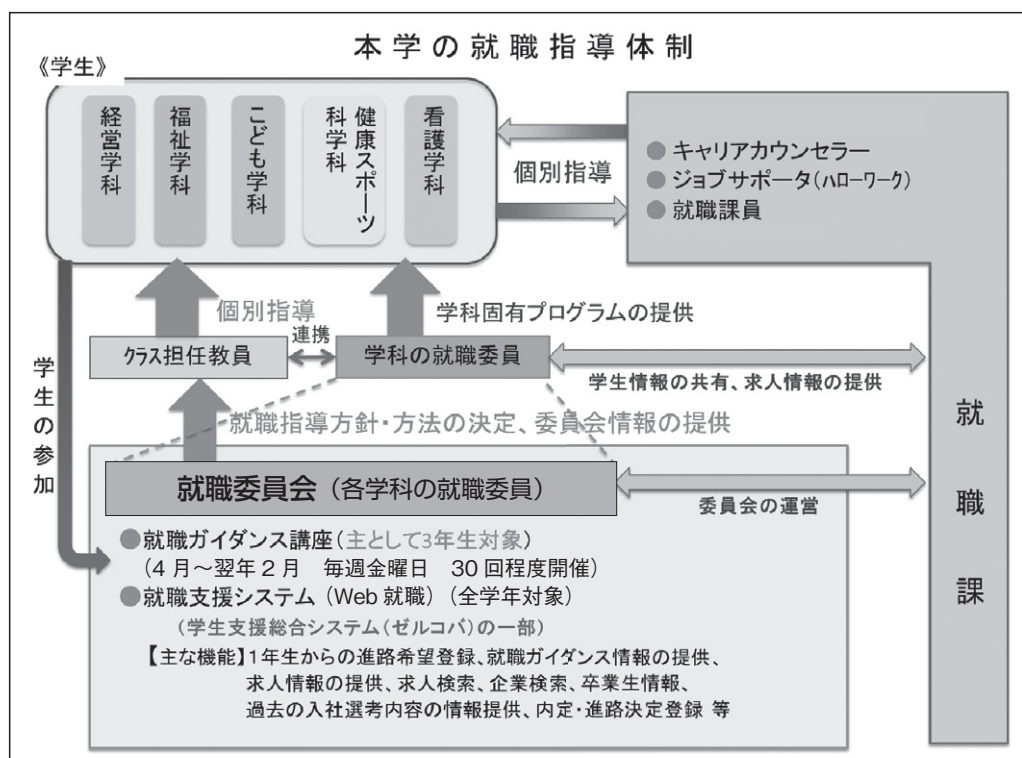 本学の就職指導体制
《学生》
経営学科
福祉学科
こども学科
健康スポーツ
科学科
看護学科
個別指導
●キャリアカウンセラー
●ジョブサポータ(ﾊﾛｰﾜｰｸ)
●就職課員
個別指導
学科固有プログラムの提供
クラス担任教員
連携
学科の就職委員
学生情報の共有、求人情報の提供
学生の参加
就職指導方針・方法の決定、委員会情報の提供
就職委員会（各学科の就職委員）
委員会の運営
就職課
●就職ガイダンス講座（主として3年生対象）
（4月～翌年2月　毎週金曜日　30回程度開催）
●就職支援システム（Web就職）（全学年対象）
（学生支援総合システム（ゼルコバ）の一部）
【主な機能】１年生からの進路希望登録、就職ガイダンス情報の提供、
求人情報の提供、求人検索、企業検索、卒業生情報、
過去の入社選考内容の情報提供、内定・進路決定登録 等